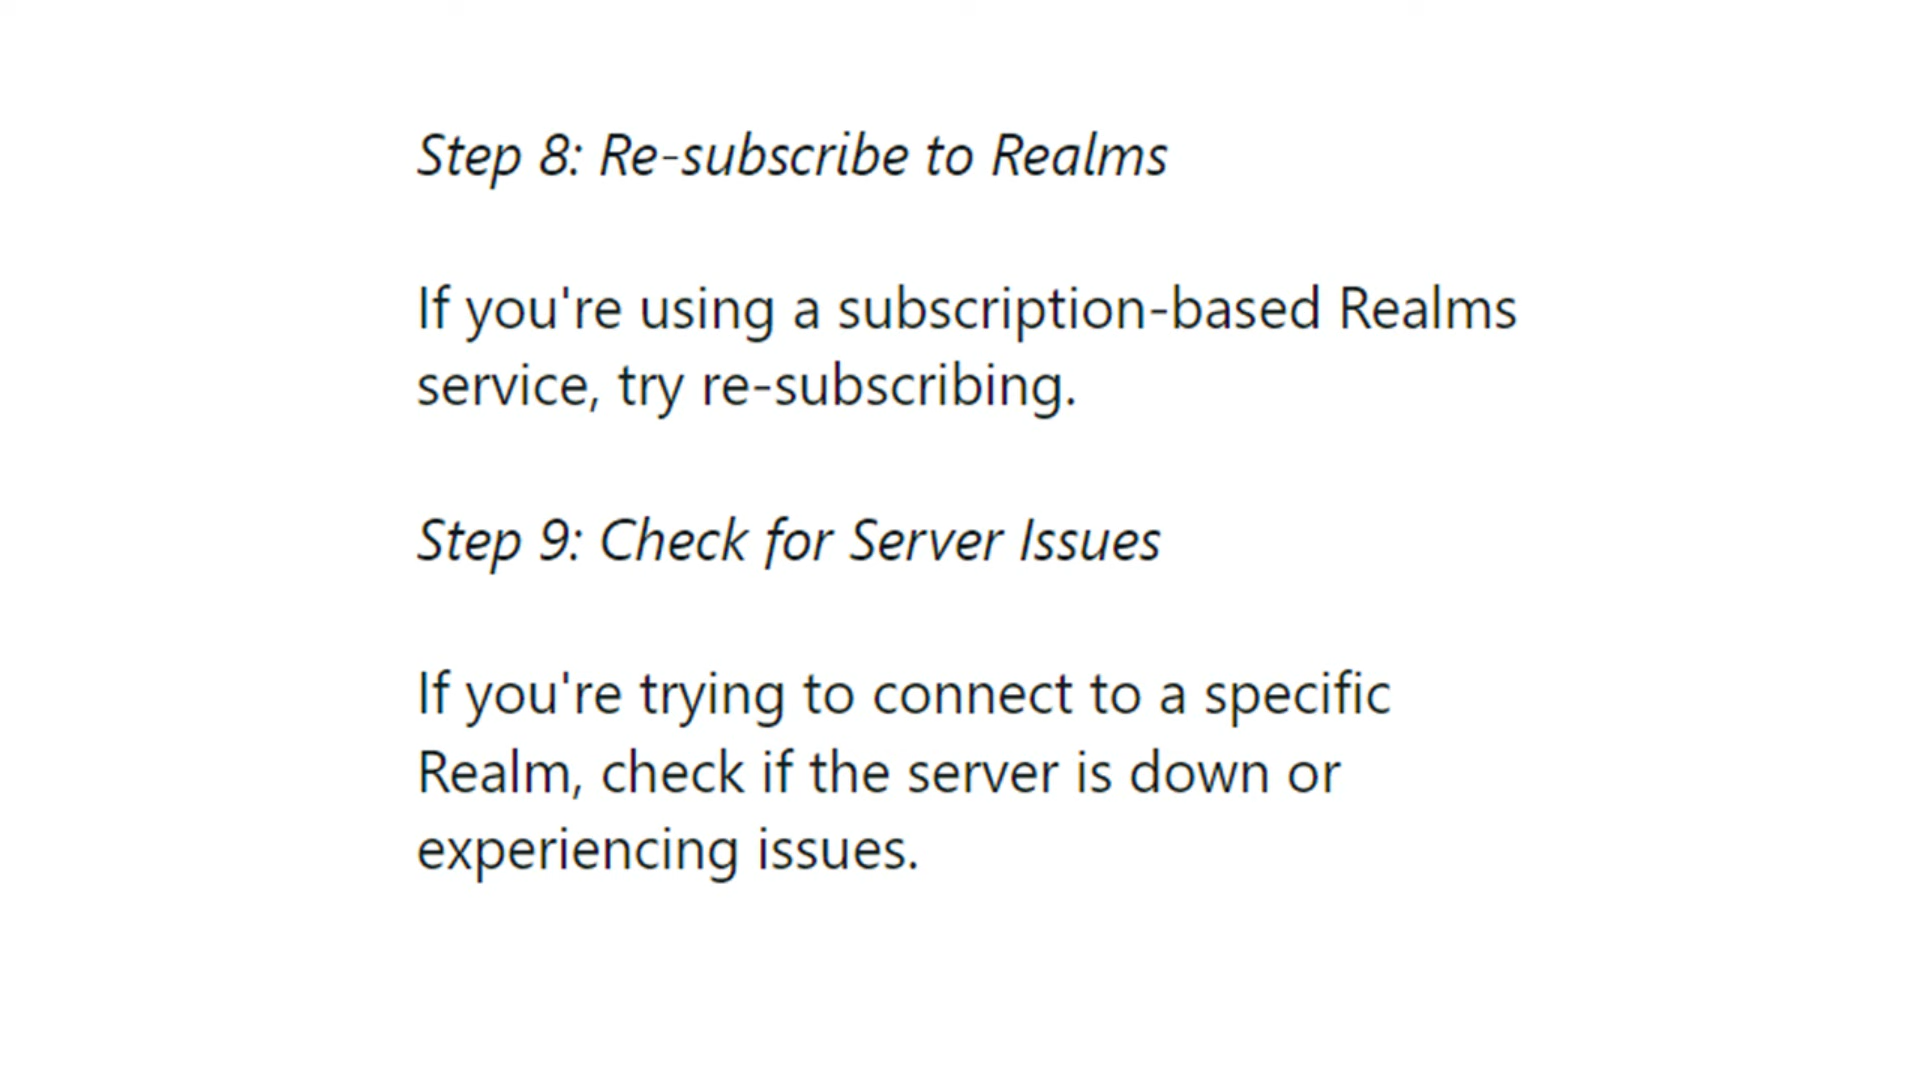 Step 8: Re-subscribe to Realms
If you're using a subscription-based Realms
service, try re-subscribing.
Step 9: Check for Server Issues
If you're trying to connect to a specific
Realm, check if the server is down or
experiencing issues.